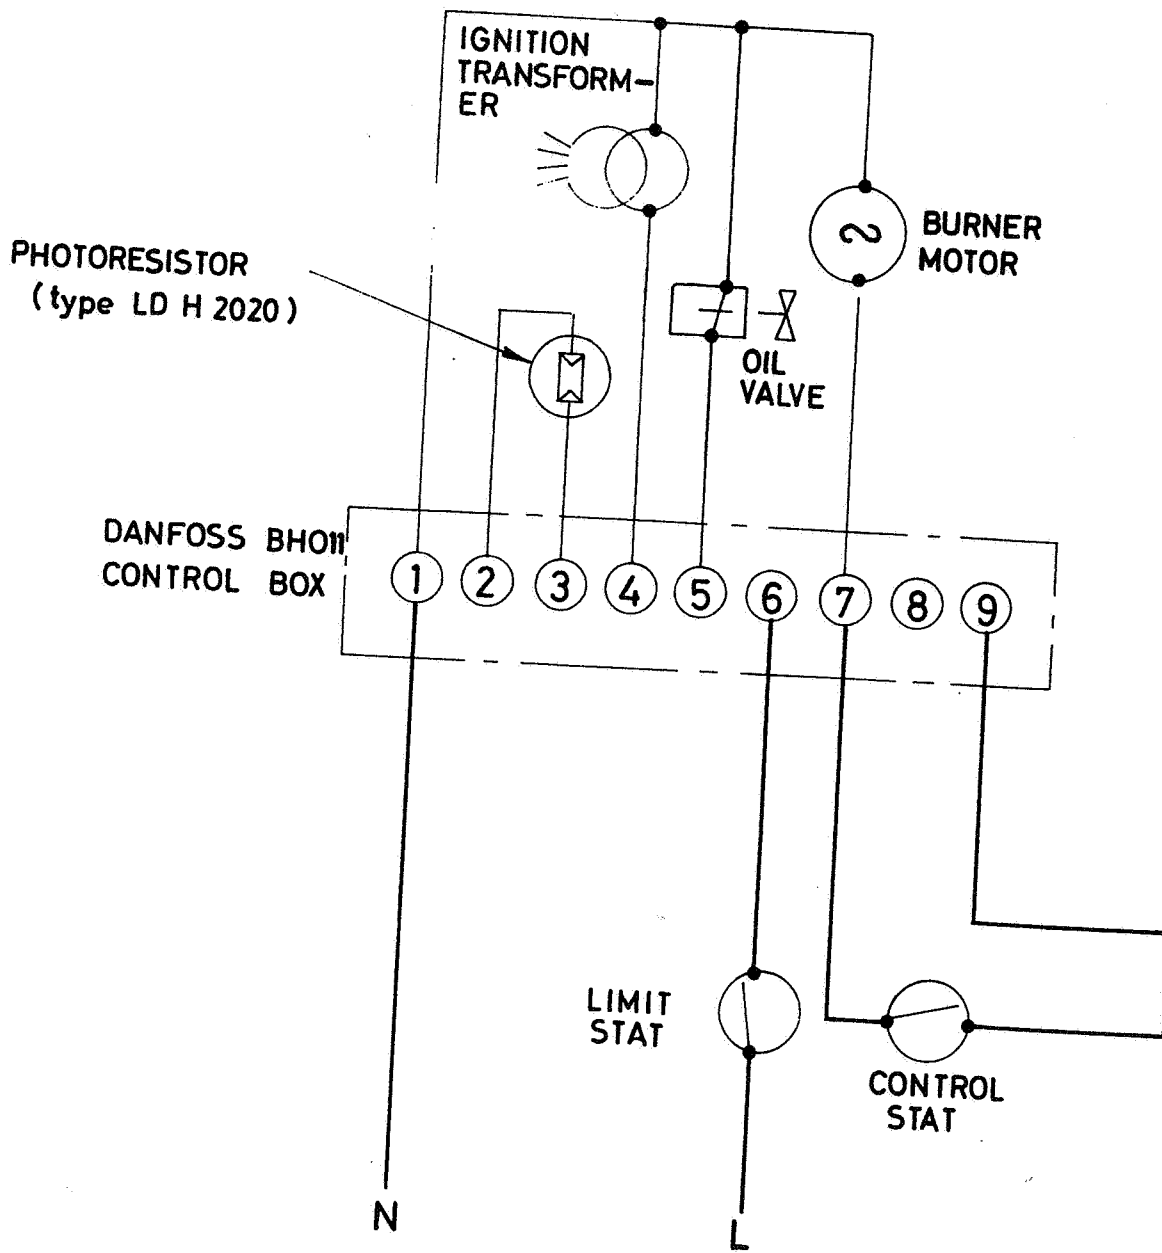 IGNITION
TRANSFORM-
ER
BURNER
MOTOR
PHOTORESISTOR
(type LD H 2020)
OIL
VALVE
DANFOSS BHO11
CONTROL BOX
1 2 3 4 5 6 7 8 9
LIMIT
STAT
CONTROL
STAT
N
L